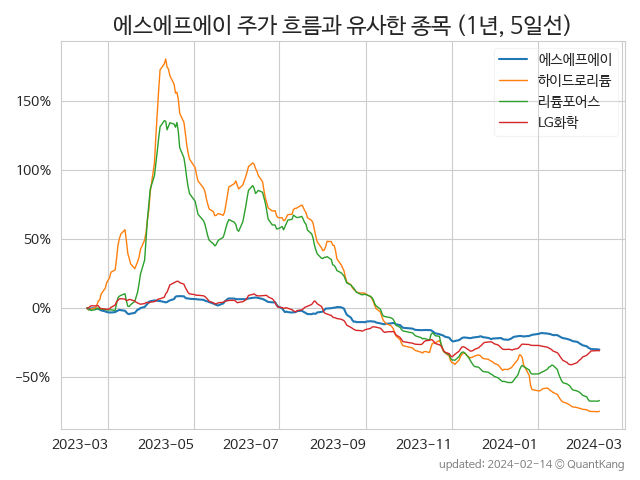 에스에프에이 주가 흐름과 유사한 종목 (1년, 5일선)
에스에프에이
하이드로리튬
리튬포어스
LG화학
150%
100%
50%
0%
−50%
2023-03 2023-05 2023-07 2023-09 2023-11 2024-01 2024-03
updated: 2024-02-14 © QuantKang